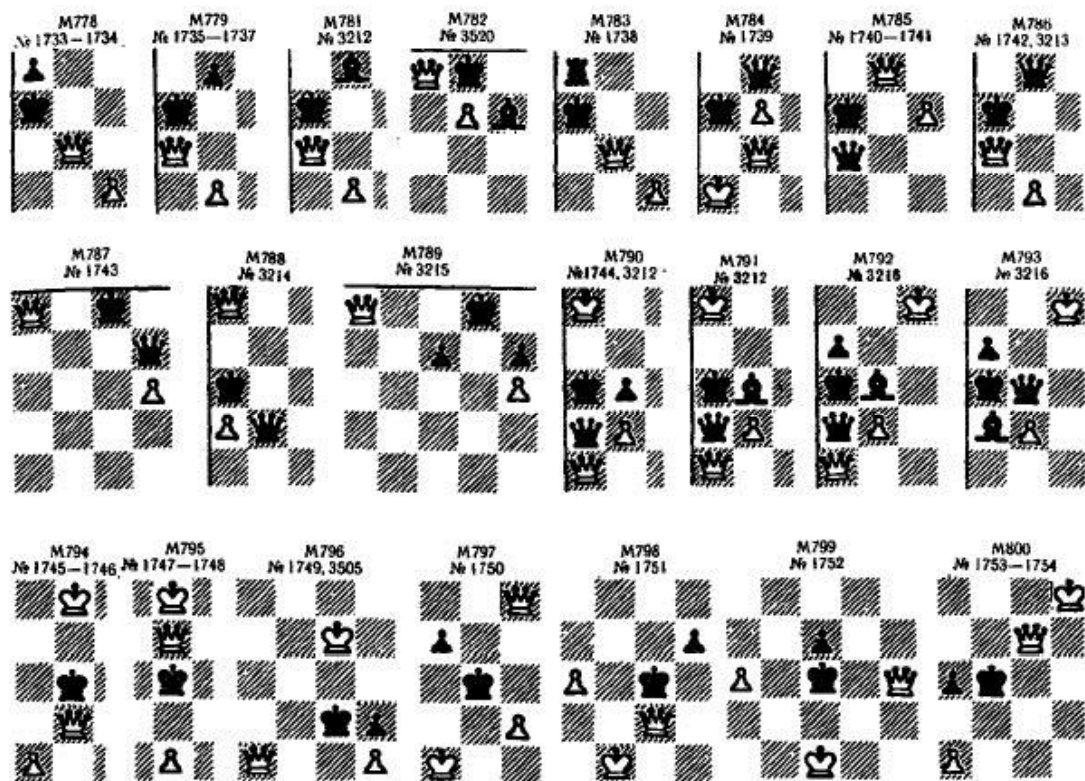 M778
№ 1733—1734
M779
№ 1735—1737
M781
№ 3212
M782
№ 3520
M783
№ 1738
M784
№ 1739
M785
№ 1740—1741
M786
№ 1742, 3213
M787
№ 1743
M788
№ 3214
M789
№ 3215
M790
№ 1744, 3212
M791
№ 3212
M792
№ 3216
M793
№ 3216
M794
№ 1745—1746
M795
№ 1747—1748
M796
№ 1749, 3505
M797
№ 1750
M798
№ 1751
M799
№ 1752
M800
№ 1753—1754